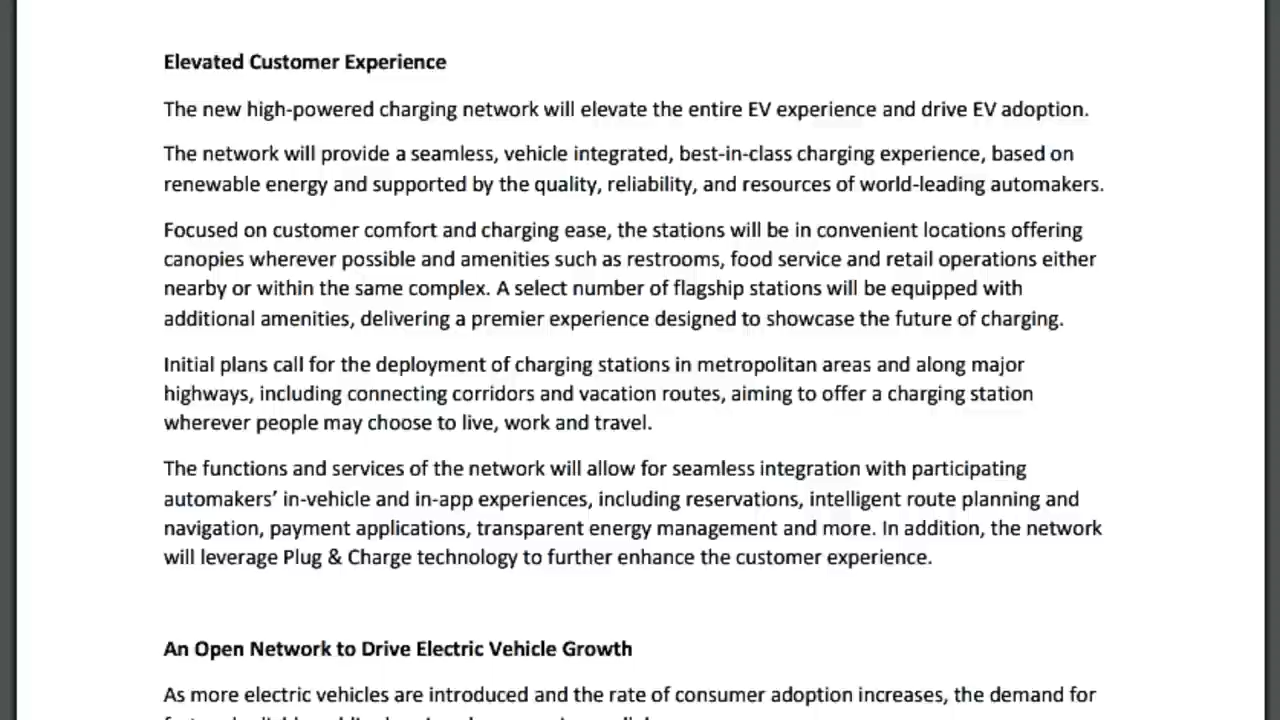 Elevated Customer Experience
The new high-powered charging network will elevate the entire EV experience and drive EV adoption.
The network will provide a seamless, vehicle integrated, best-in-class charging experience, based on
renewable energy and supported by the quality, reliability, and resources of world-leading automakers.
Focused on customer comfort and charging ease, the stations will be in convenient locations offering
canopies wherever possible and amenities such as restrooms, food service and retail operations either
nearby or within the same complex. A select number of flagship stations will be equipped with
additional amenities, delivering a premier experience designed to showcase the future of charging.
Initial plans call for the deployment of charging stations in metropolitan areas and along major
highways, including connecting corridors and vacation routes, aiming to offer a charging station
wherever people may choose to live, work and travel.
The functions and services of the network will allow for seamless integration with participating
automakers’ in-vehicle and in-app experiences, including reservations, intelligent route planning and
navigation, payment applications, transparent energy management and more. In addition, the network
will leverage Plug & Charge technology to further enhance the customer experience.
An Open Network to Drive Electric Vehicle Growth
As more electric vehicles are introduced and the rate of consumer adoption increases, the demand for